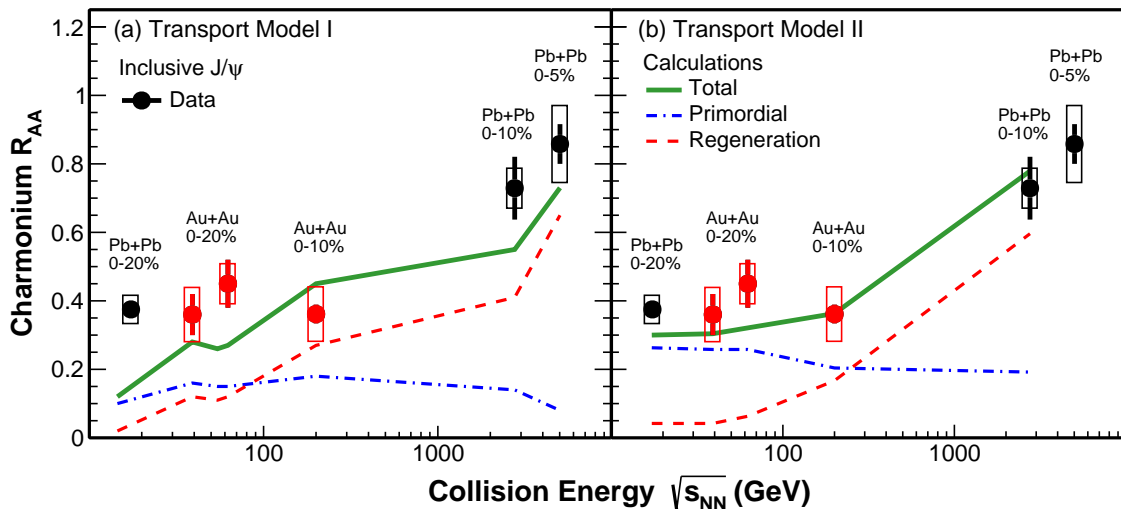 Charmonium R_AA
1.2
1
0.8
0.6
0.4
0.2
0
(a) Transport Model I
Inclusive J/ψ
Data
Pb+Pb
0-20%
Au+Au
0-20%
Au+Au
0-10%
Pb+Pb
0-10%
Pb+Pb
0-5%
100
1000
(b) Transport Model II
Calculations
Total
Primordial
Regeneration
Pb+Pb
0-20%
Au+Au
0-20%
Au+Au
0-10%
Pb+Pb
0-10%
Pb+Pb
0-5%
100
1000
Collision Energy √s_NN (GeV)